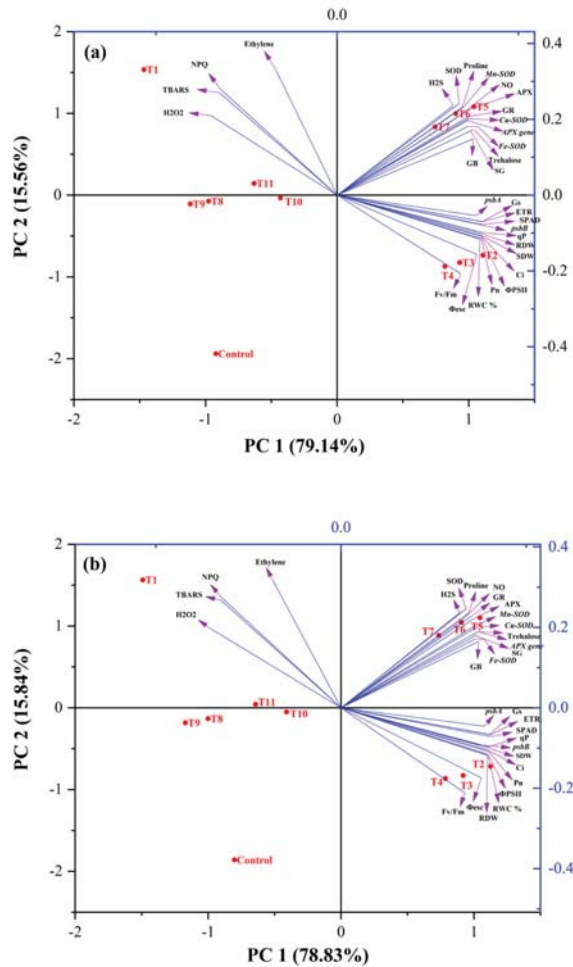 0.0
(a)
Ethylene
T1
NPQ
TBARS
H2O2
Proline
SOD
Mn-SOD
H2S
NO
APX
T5
T6
GR
T7
Cu-SOD
APX gene
Fe-SOD
Trehalose
GB
SG
T11
T9
T8
T10
psbA
Gs
ETR
SPAD
psbB
qP
RDW
SDW
T2
T3
T4
Ci
Fv/Fm
Pn
ΦPSII
Φesc
RWC %
Control
2
1
0
-1
-2
0.4
0.2
0.0
-0.2
-0.4
PC 2 (15.56%)
-2
-1
0
1
PC 1 (79.14%)
0.0
(b)
Ethylene
T1
NPQ
TBARS
H2O2
SOD
Proline
NO
H2S
GR
APX
Mn-SOD
T5
T6
T7
Cu-SOD
Trehalose
APX gene
SG
Fe-SOD
GB
T11
T9
T8
T10
psbA
Gs
ETR
SPAD
qP
psbB
SDW
T2
Ci
T3
T4
Pn
ΦPSII
Φesc
RWC %
Fv/Fm
RDW
Control
2
1
0
-1
-2
0.4
0.2
0.0
-0.2
-0.4
PC 2 (15.84%)
-2
-1
0
1
PC 1 (78.83%)